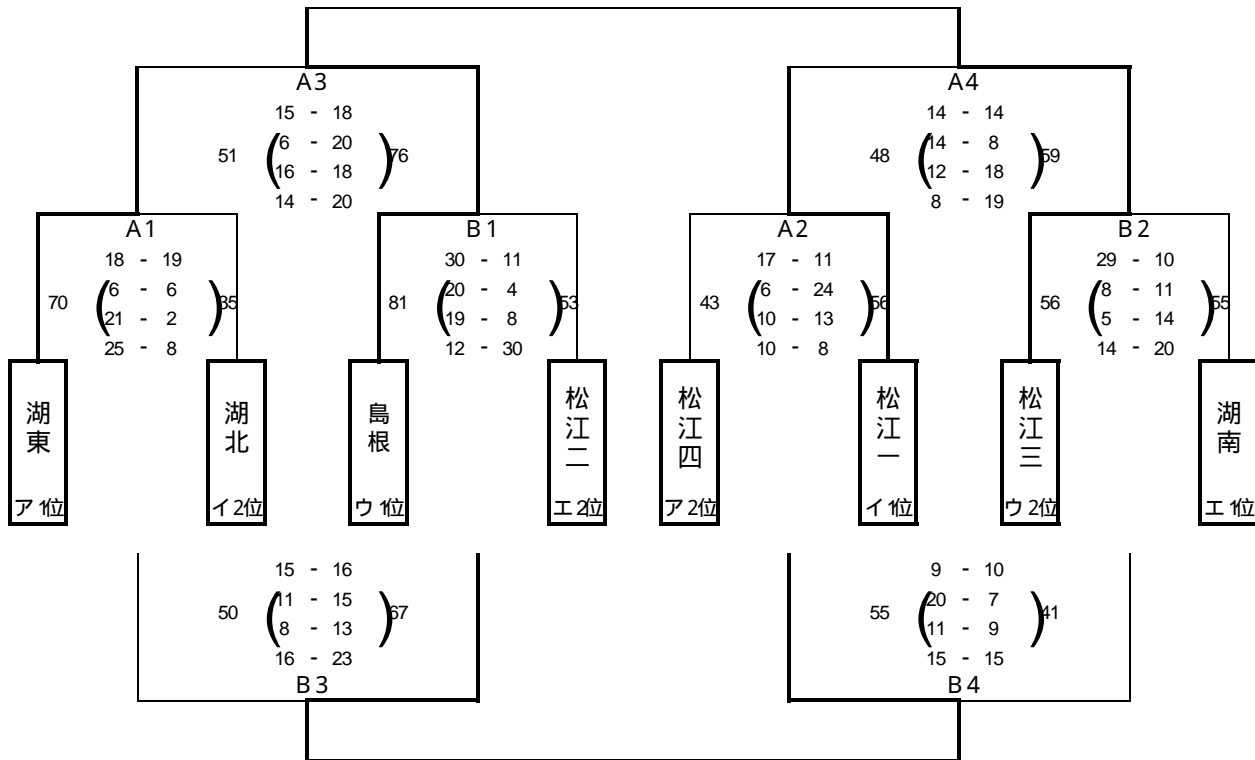 A3
15 - 18
6 - 20
16 - 18
14 - 20
51
76
A4
14 - 14
14 - 8
12 - 18
8 - 19
48
59
A1
18 - 19
6 - 6
21 - 2
25 - 8
70
35
B1
30 - 11
20 - 4
19 - 8
12 - 30
81
53
A2
17 - 11
6 - 24
10 - 13
10 - 8
43
56
B2
29 - 10
8 - 11
5 - 14
14 - 20
56
55
湖東
ア1位
湖北
イ2位
島根
ウ1位
松江二
エ2位
松江四
ア2位
松江一
イ1位
松江三
ウ2位
湖南
エ1位
15 - 16
11 - 15
8 - 13
16 - 23
50
67
B3
9 - 10
20 - 7
11 - 9
15 - 15
55
41
B4